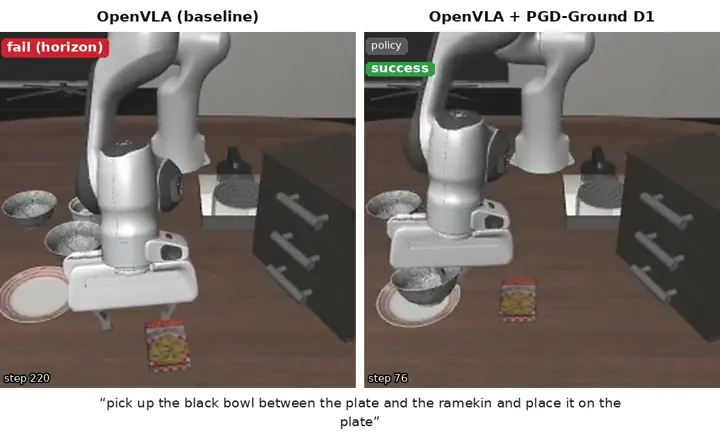 OpenVLA (baseline)
OpenVLA + PGD-Ground D1
fail (horizon)
policy
success
step 220
step 76
“pick up the black bowl between the plate and the ramekin and place it on the
plate”